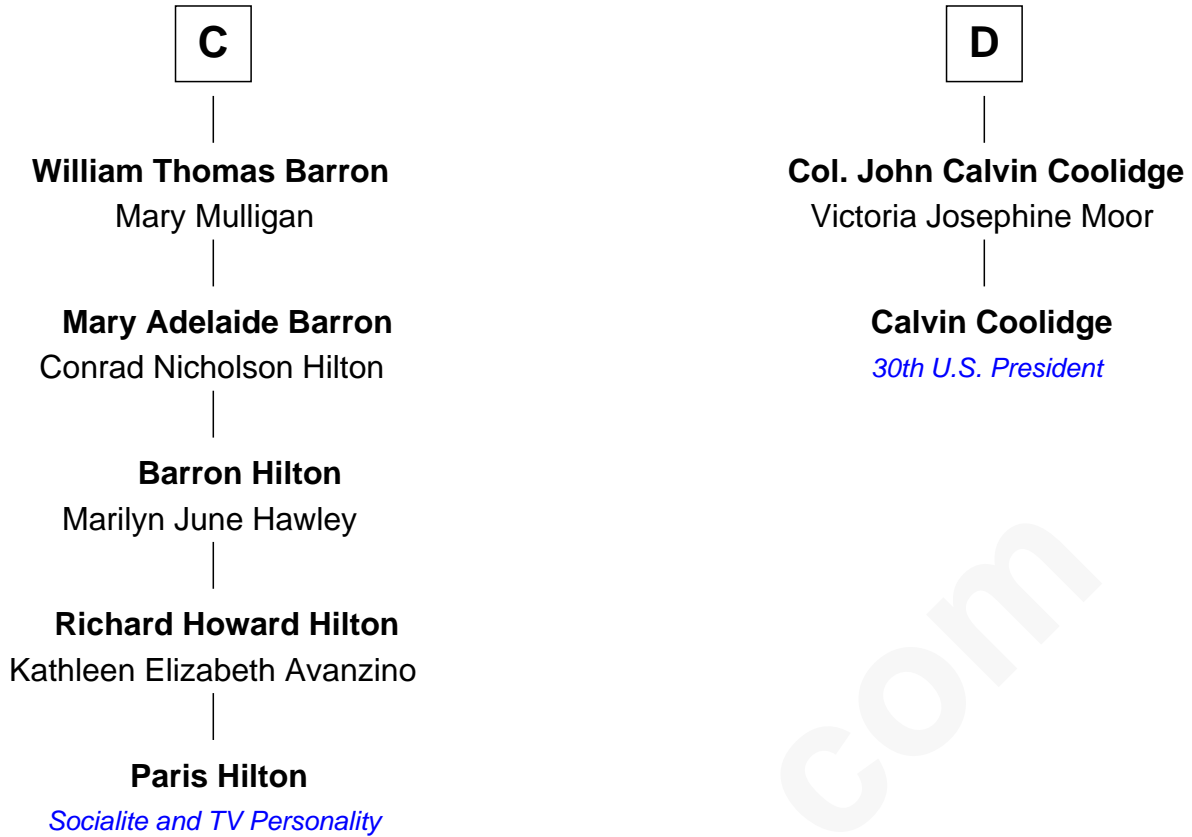 C
William Thomas Barron
Mary Mulligan
Mary Adelaide Barron
Conrad Nicholson Hilton
Barron Hilton
Marilyn June Hawley
Richard Howard Hilton
Kathleen Elizabeth Avanzino
Paris Hilton
Socialite and TV Personality
D
Col. John Calvin Coolidge
Victoria Josephine Moor
Calvin Coolidge
30th U.S. President
com